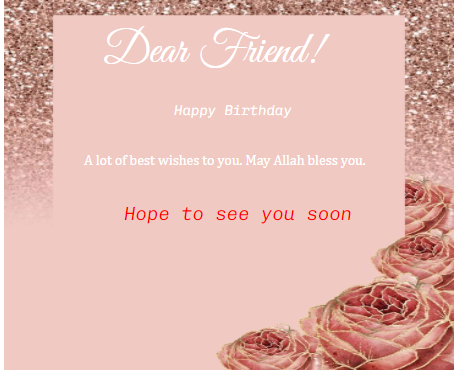 Dear Friend!
Happy Birthday
A lot of best wishes to you. May Allah bless you.
Hope to see you soon